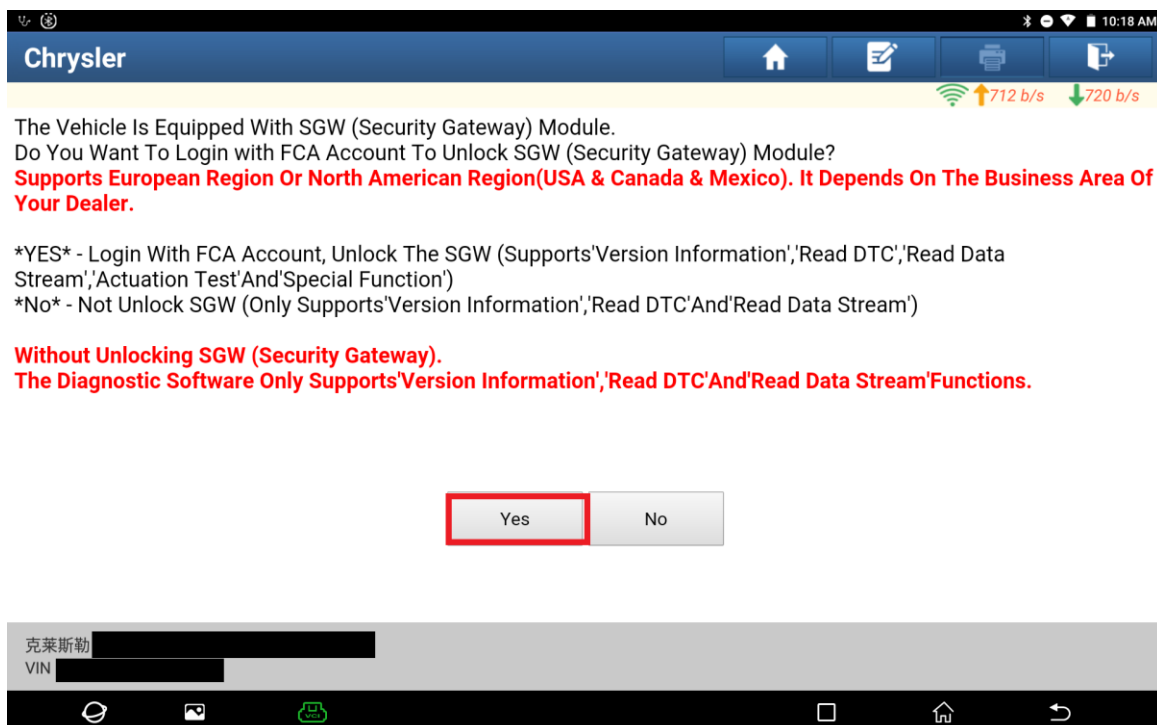 10:18 AM
Chrysler
712 b/s 720 b/s
The Vehicle Is Equipped With SGW (Security Gateway) Module.
Do You Want To Login with FCA Account To Unlock SGW (Security Gateway) Module?
Supports European Region Or North American Region(USA & Canada & Mexico). It Depends On The Business Area Of
Your Dealer.
*YES* - Login With FCA Account, Unlock The SGW (Supports'Version Information','Read DTC','Read Data
Stream','Actuation Test'And'Special Function')
*No* - Not Unlock SGW (Only Supports'Version Information','Read DTC'And'Read Data Stream')
Without Unlocking SGW (Security Gateway).
The Diagnostic Software Only Supports'Version Information','Read DTC'And'Read Data Stream'Functions.
Yes No
克莱斯勒
VIN
VCI